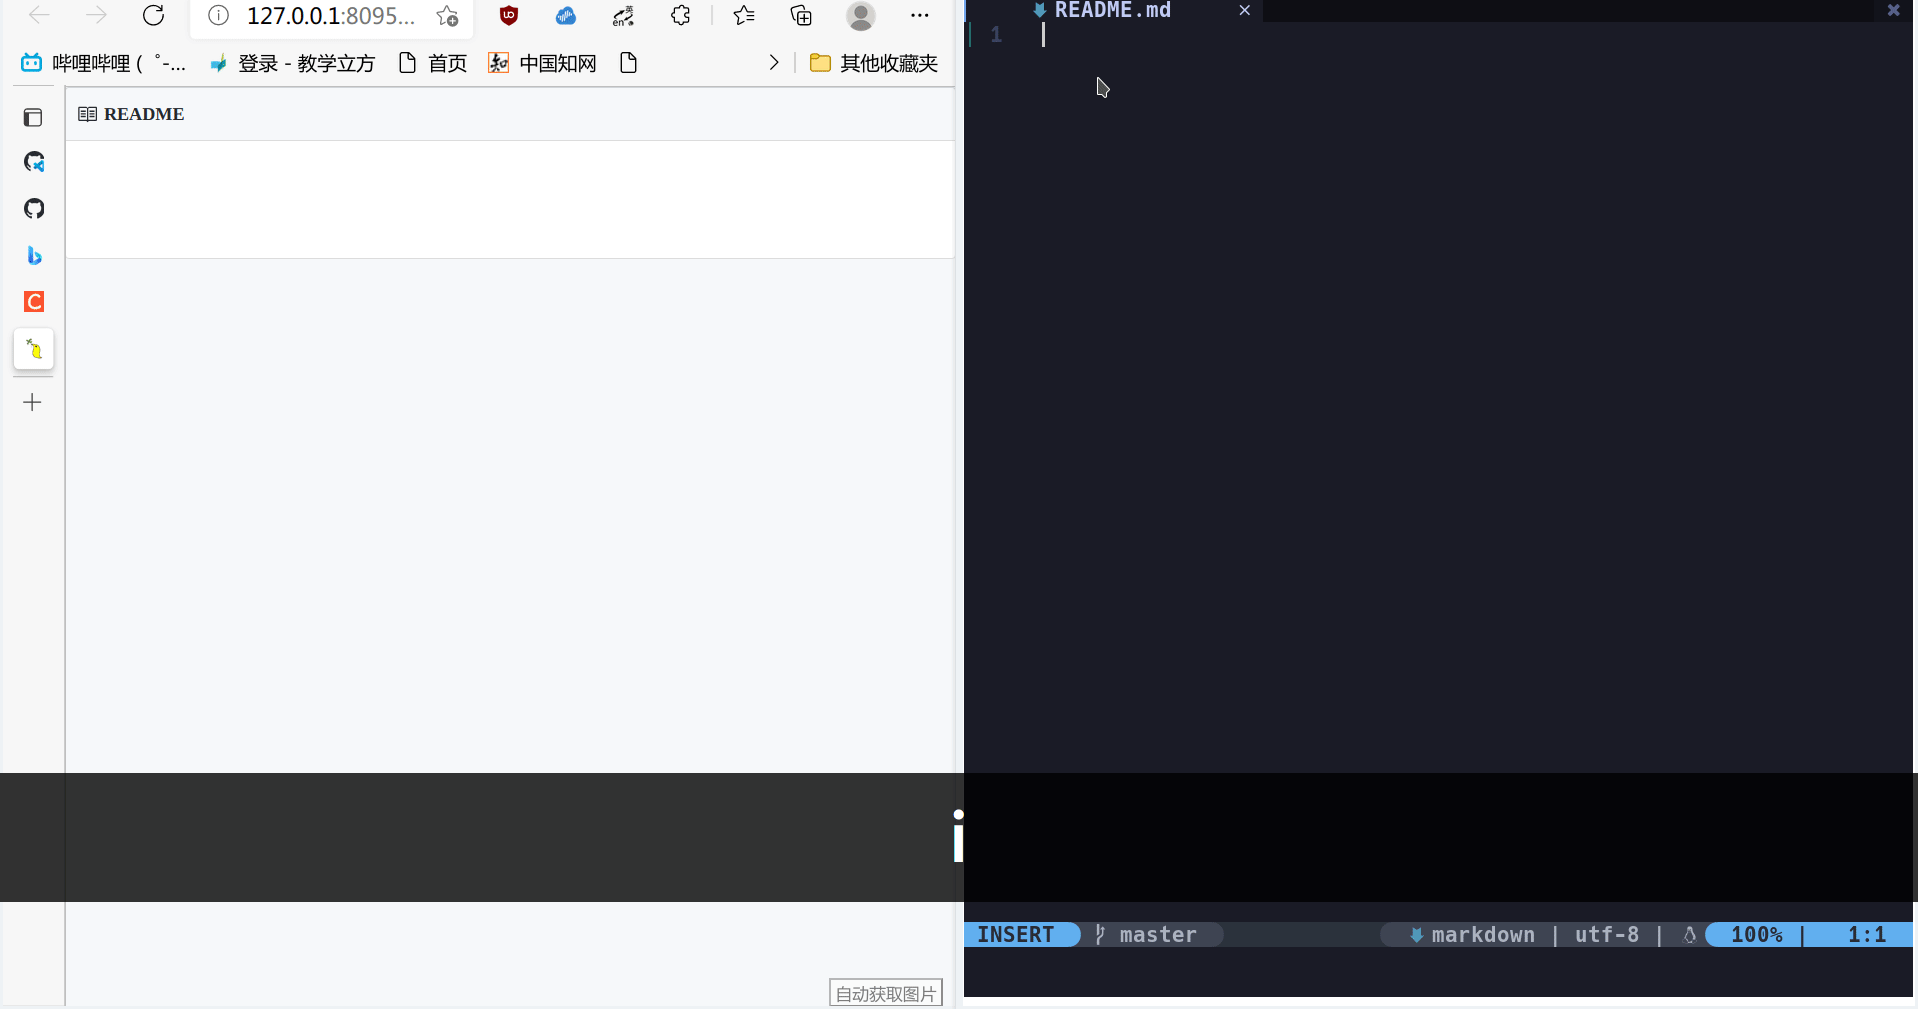 127.0.0.1:8095...
哔哩哔哩 ( ゜-...
登录 - 教学立方
首页
中国知网
其他收藏夹
README
自动获取图片
README.md
1
i
INSERT
master
markdown | utf-8 |
100% | 1:1